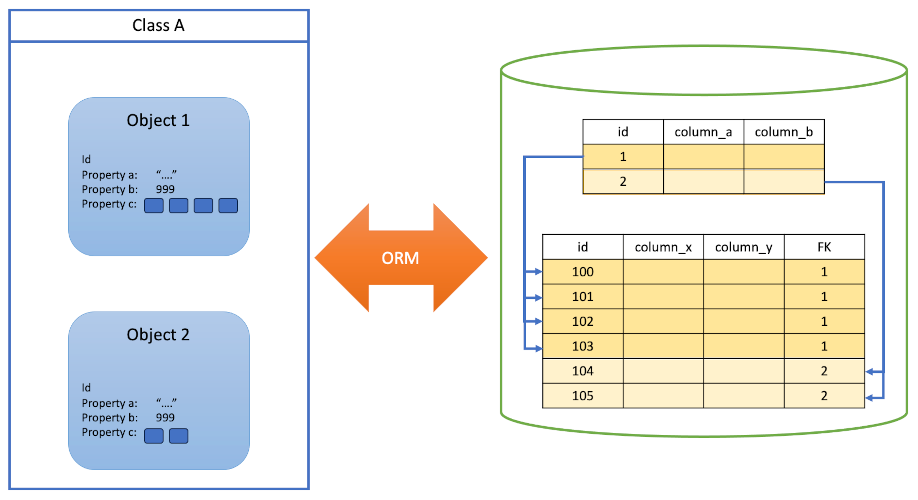 Class A
Object 1
Id
Property a: “....”
Property b: 999
Property c:
Object 2
Id
Property a: “....”
Property b: 999
Property c:
ORM
id column_a column_b
1
2
id column_x column_y FK
100 1
101 1
102 1
103 1
104 2
105 2